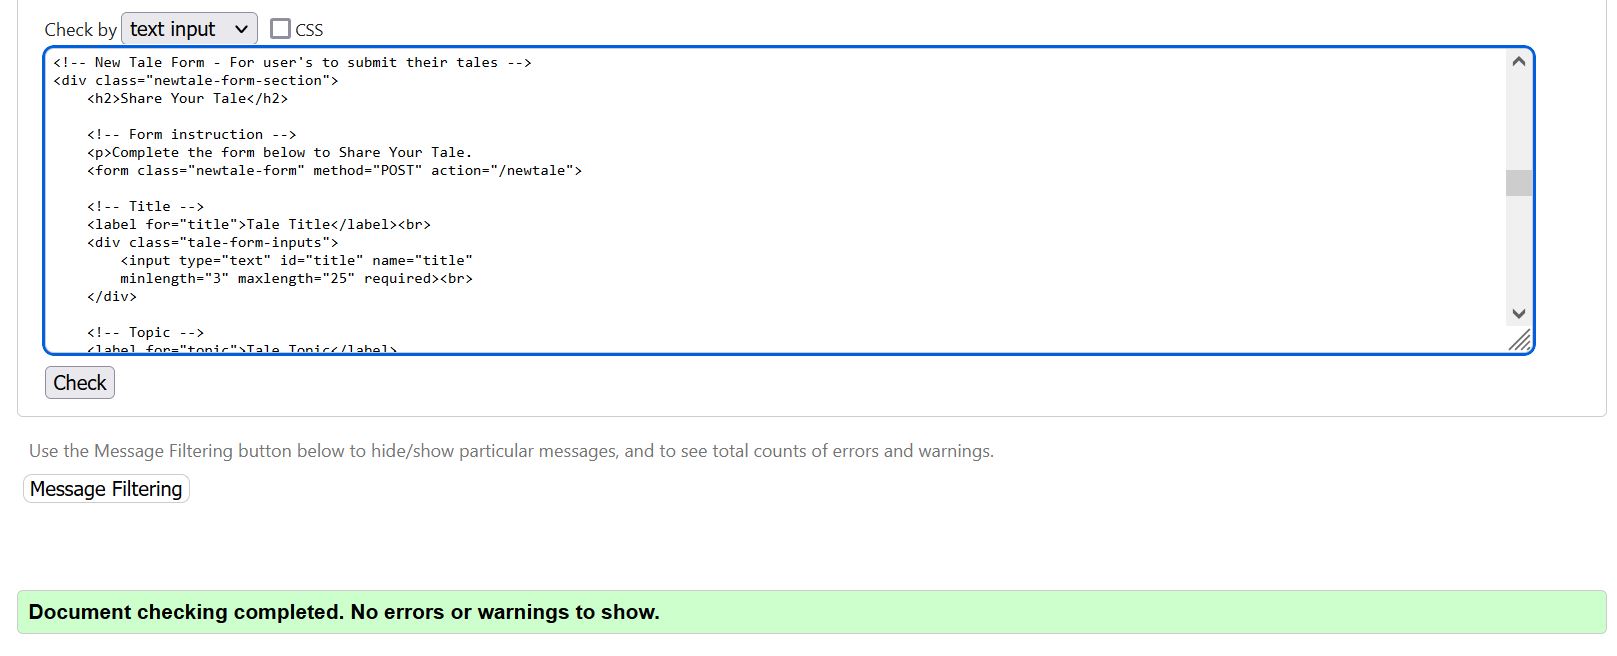 Check by text input CSS
<!-- New Tale Form - For user's to submit their tales -->
<div class="newtale-form-section">
<h2>Share Your Tale</h2>
<!-- Form instruction -->
<p>Complete the form below to Share Your Tale.
<form class="newtale-form" method="POST" action="/newtale">
<!-- Title -->
<label for="title">Tale Title</label><br>
<div class="tale-form-inputs">
<input type="text" id="title" name="title"
minlength="3" maxlength="25" required><br>
</div>
<!-- Topic -->
<label for="topic">Tale Topic</label>
Check
Use the Message Filtering button below to hide/show particular messages, and to see total counts of errors and warnings.
Message Filtering
Document checking completed. No errors or warnings to show.